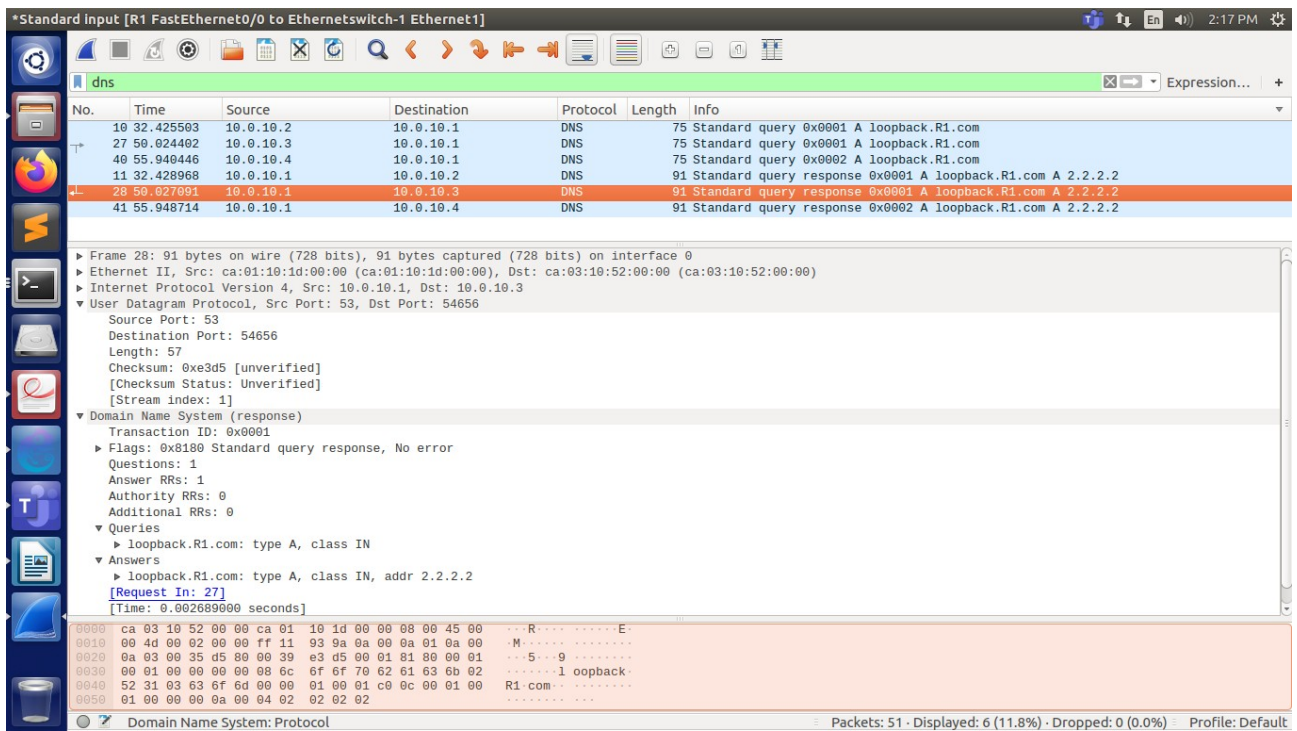 *Standard input [R1 FastEthernet0/0 to Ethernetswitch-1 Ethernet1] En 2:17 PM
dns Expression... +
No. Time Source Destination Protocol Length Info
10 32.425503 10.0.10.2 10.0.10.1 DNS 75 Standard query 0x0001 A loopback.R1.com
27 50.024402 10.0.10.3 10.0.10.1 DNS 75 Standard query 0x0001 A loopback.R1.com
40 55.940446 10.0.10.4 10.0.10.1 DNS 75 Standard query 0x0002 A loopback.R1.com
11 32.428968 10.0.10.1 10.0.10.2 DNS 91 Standard query response 0x0001 A loopback.R1.com A 2.2.2.2
28 50.027091 10.0.10.1 10.0.10.3 DNS 91 Standard query response 0x0001 A loopback.R1.com A 2.2.2.2
41 55.948714 10.0.10.1 10.0.10.4 DNS 91 Standard query response 0x0002 A loopback.R1.com A 2.2.2.2
Frame 28: 91 bytes on wire (728 bits), 91 bytes captured (728 bits) on interface 0
Ethernet II, Src: ca:01:10:1d:00:00 (ca:01:10:1d:00:00), Dst: ca:03:10:52:00:00 (ca:03:10:52:00:00)
Internet Protocol Version 4, Src: 10.0.10.1, Dst: 10.0.10.3
User Datagram Protocol, Src Port: 53, Dst Port: 54656
Source Port: 53
Destination Port: 54656
Length: 57
Checksum: 0xe3d5 [unverified]
[Checksum Status: Unverified]
[Stream index: 1]
Domain Name System (response)
Transaction ID: 0x0001
Flags: 0x8180 Standard query response, No error
Questions: 1
Answer RRs: 1
Authority RRs: 0
Additional RRs: 0
Queries
loopback.R1.com: type A, class IN
Answers
loopback.R1.com: type A, class IN, addr 2.2.2.2
[Request In: 27]
[Time: 0.002689000 seconds]
0000 ca 03 10 52 00 00 ca 01 10 1d 00 00 08 00 45 00 ···R···· ······E·
0010 00 4d 00 02 00 00 ff 11 93 9a 0a 00 0a 01 0a 00 ·M······ ········
0020 0a 03 00 35 d5 80 00 39 e3 d5 00 01 81 80 00 01 ···5···9 ········
0030 00 01 00 00 00 00 08 6c 6f 6f 70 62 61 63 6b 02 ·······l oopback·
0040 52 31 03 63 6f 6d 00 00 01 00 01 c0 0c 00 01 00 R1·com·· ········
0050 01 00 00 00 0a 00 04 02 02 02 02 ········ ···
Domain Name System: Protocol Packets: 51 · Displayed: 6 (11.8%) · Dropped: 0 (0.0%) Profile: Default